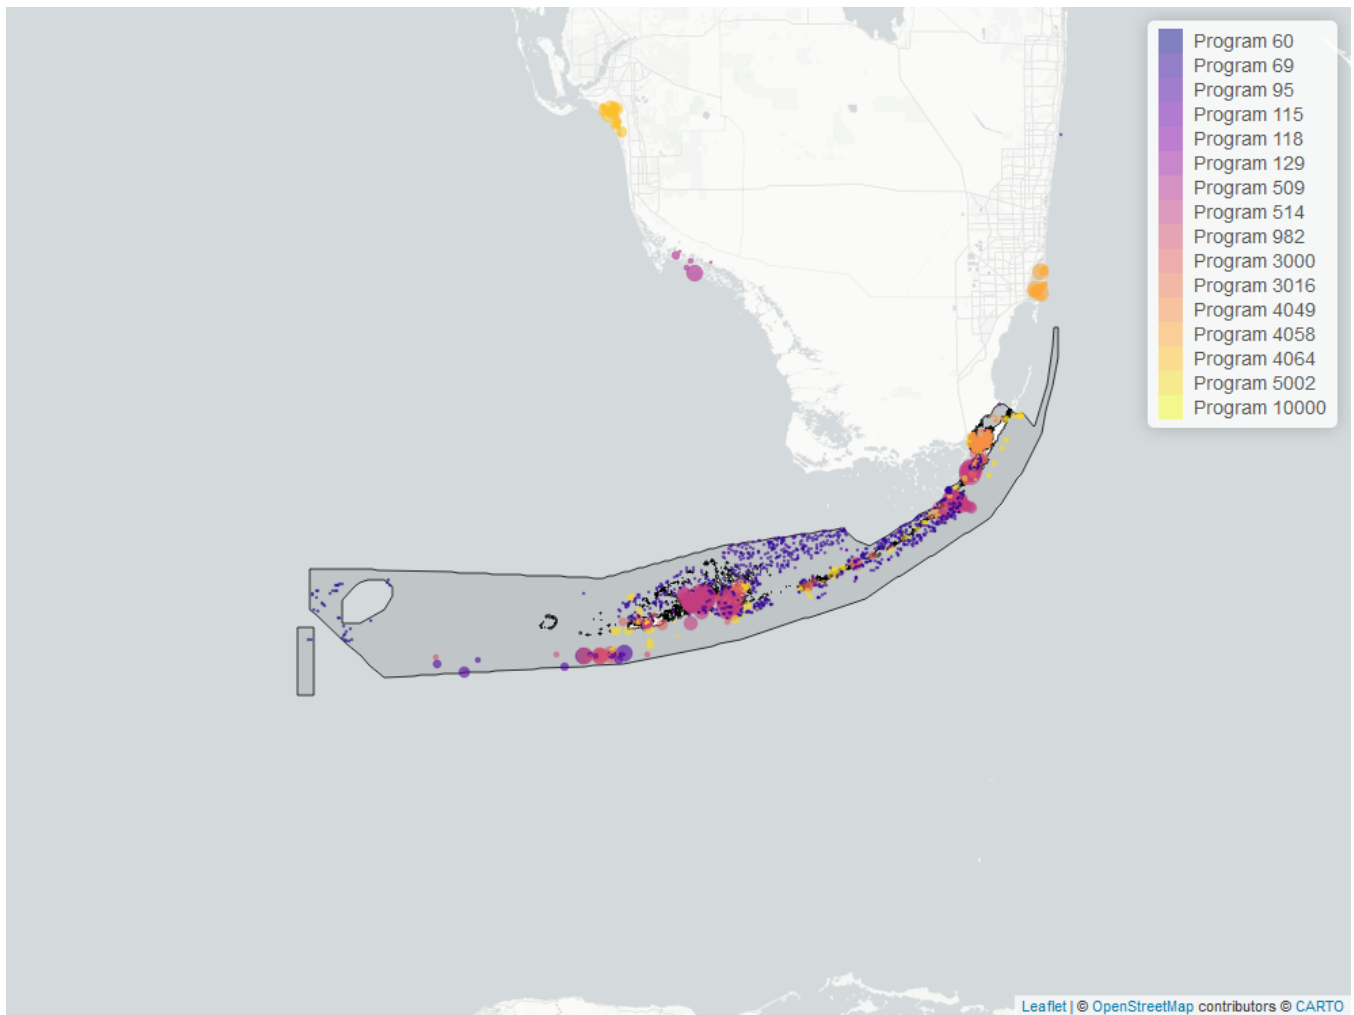 Program 60
Program 69
Program 95
Program 115
Program 118
Program 129
Program 509
Program 514
Program 982
Program 3000
Program 3016
Program 4049
Program 4058
Program 4064
Program 5002
Program 10000
Leaflet | © OpenStreetMap contributors © CARTO